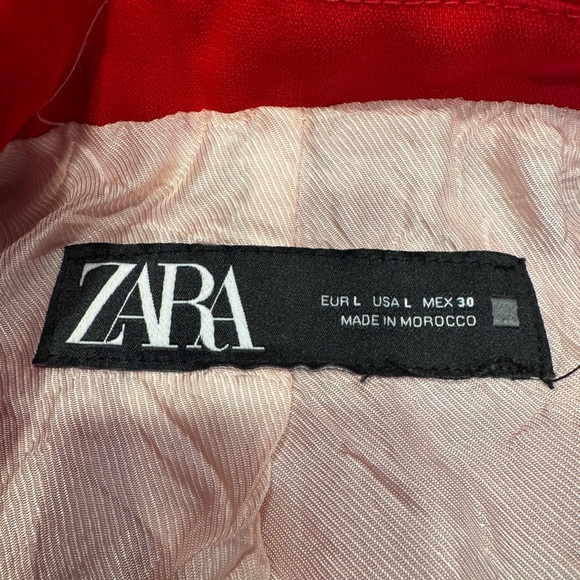 ZARA
EUR L USA L MEX 30
MADE IN MOROCCO